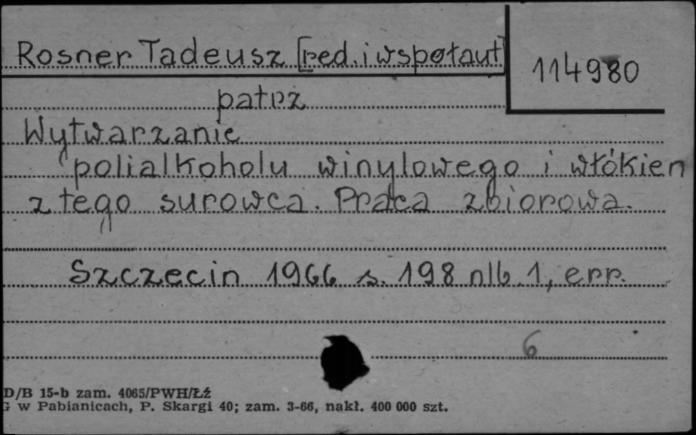 Rosner Tadeusz [red. i współaut]
114980
patrz
Wytwarzanie
polialkoholu winylowego i włókien
z tego surowca. Praca zbiorowa.
Szczecin 1966 s. 198 nlb. 1, err.
6
D/B 15-b zam. 4065/PWH/Łź
G w Pabianicach, P. Skargi 40; zam. 3-66, nakł. 400 000 szt.